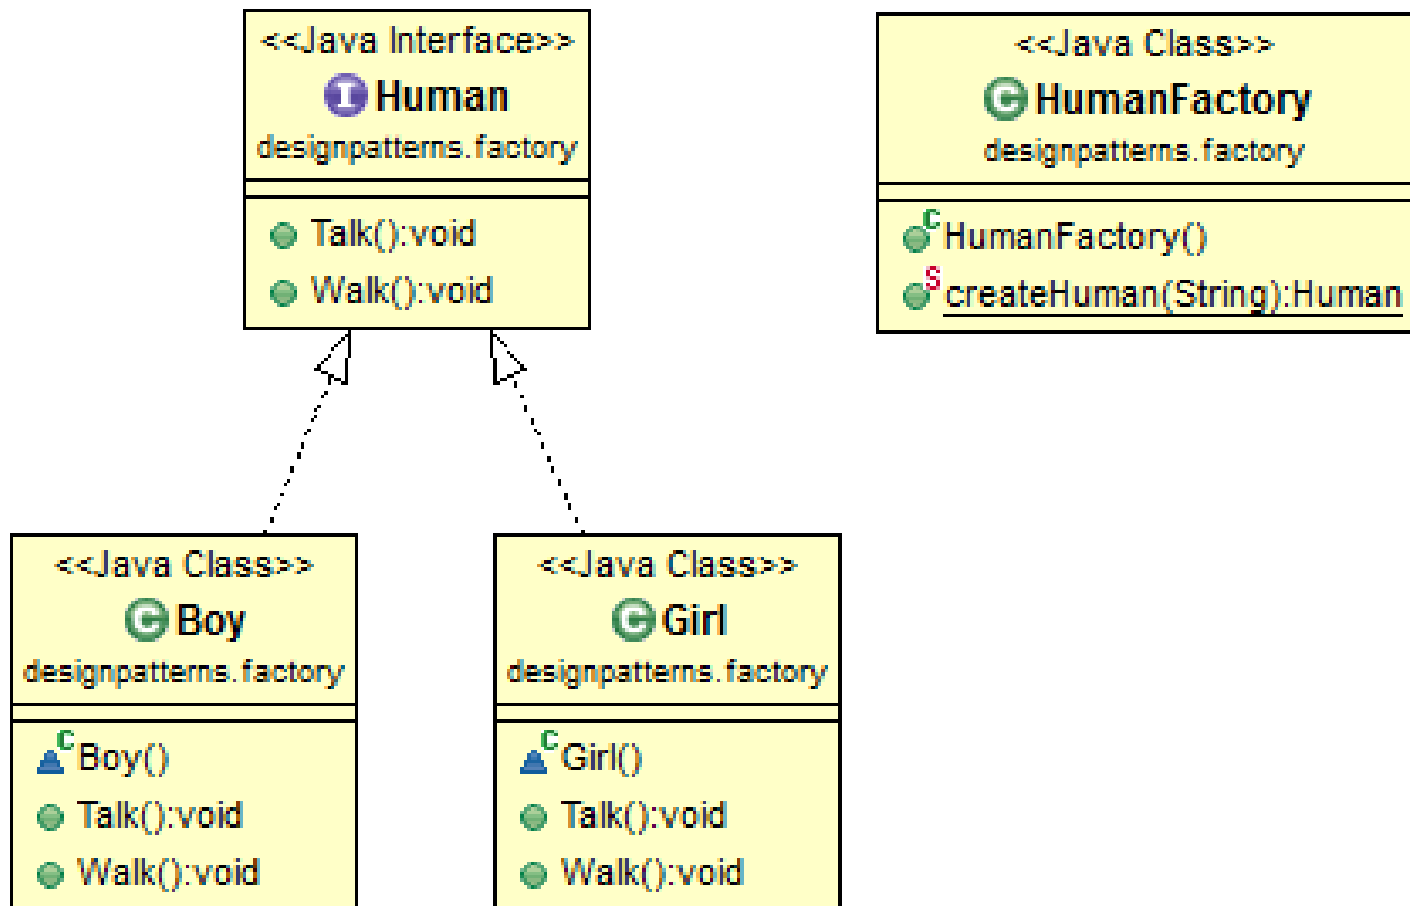 <<Java Interface>>
I Human
designpatterns.factory
Talk():void
Walk():void
<<Java Class>>
C HumanFactory
designpatterns.factory
C HumanFactory()
S createHuman(String):Human
<<Java Class>>
C Boy
designpatterns.factory
C Boy()
Talk():void
Walk():void
<<Java Class>>
C Girl
designpatterns.factory
C Girl()
Talk():void
Walk():void